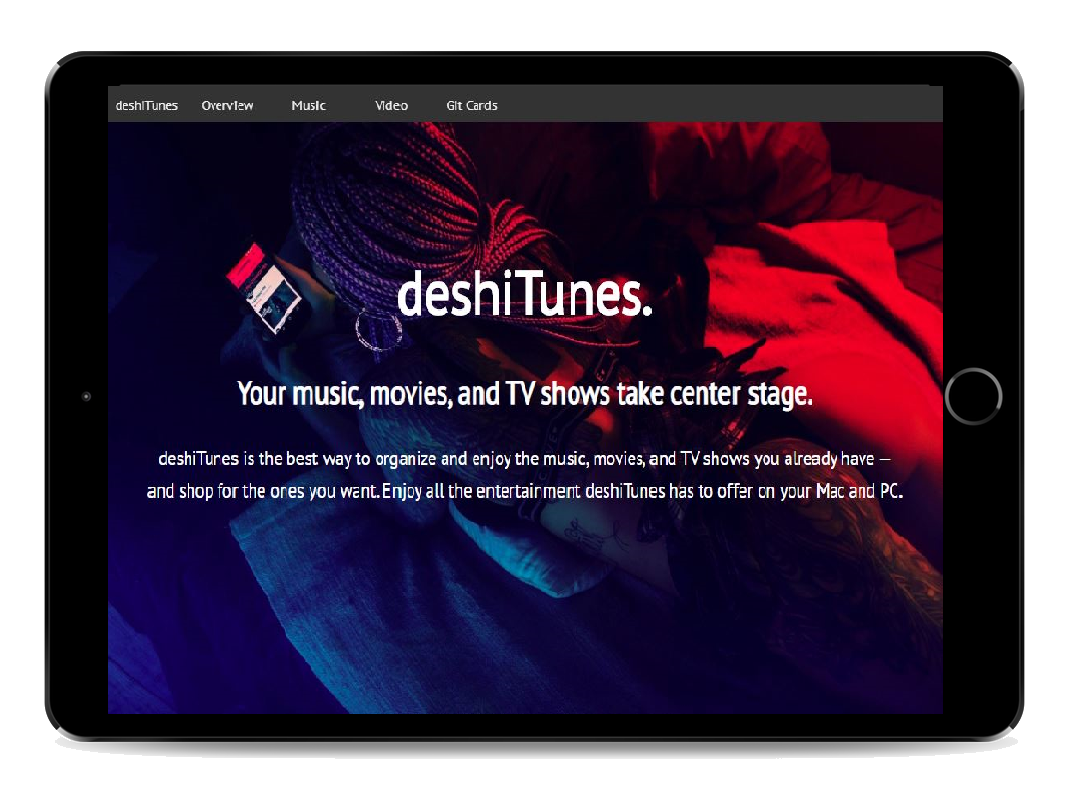 deshiTunes Overview Music Video Git Cards
deshiTunes.
Your music, movies, and TV shows take center stage.
deshiTunes is the best way to organize and enjoy the music, movies, and TV shows you already have —
and shop for the ones you want. Enjoy all the entertainment deshiTunes has to offer on your Mac and PC.